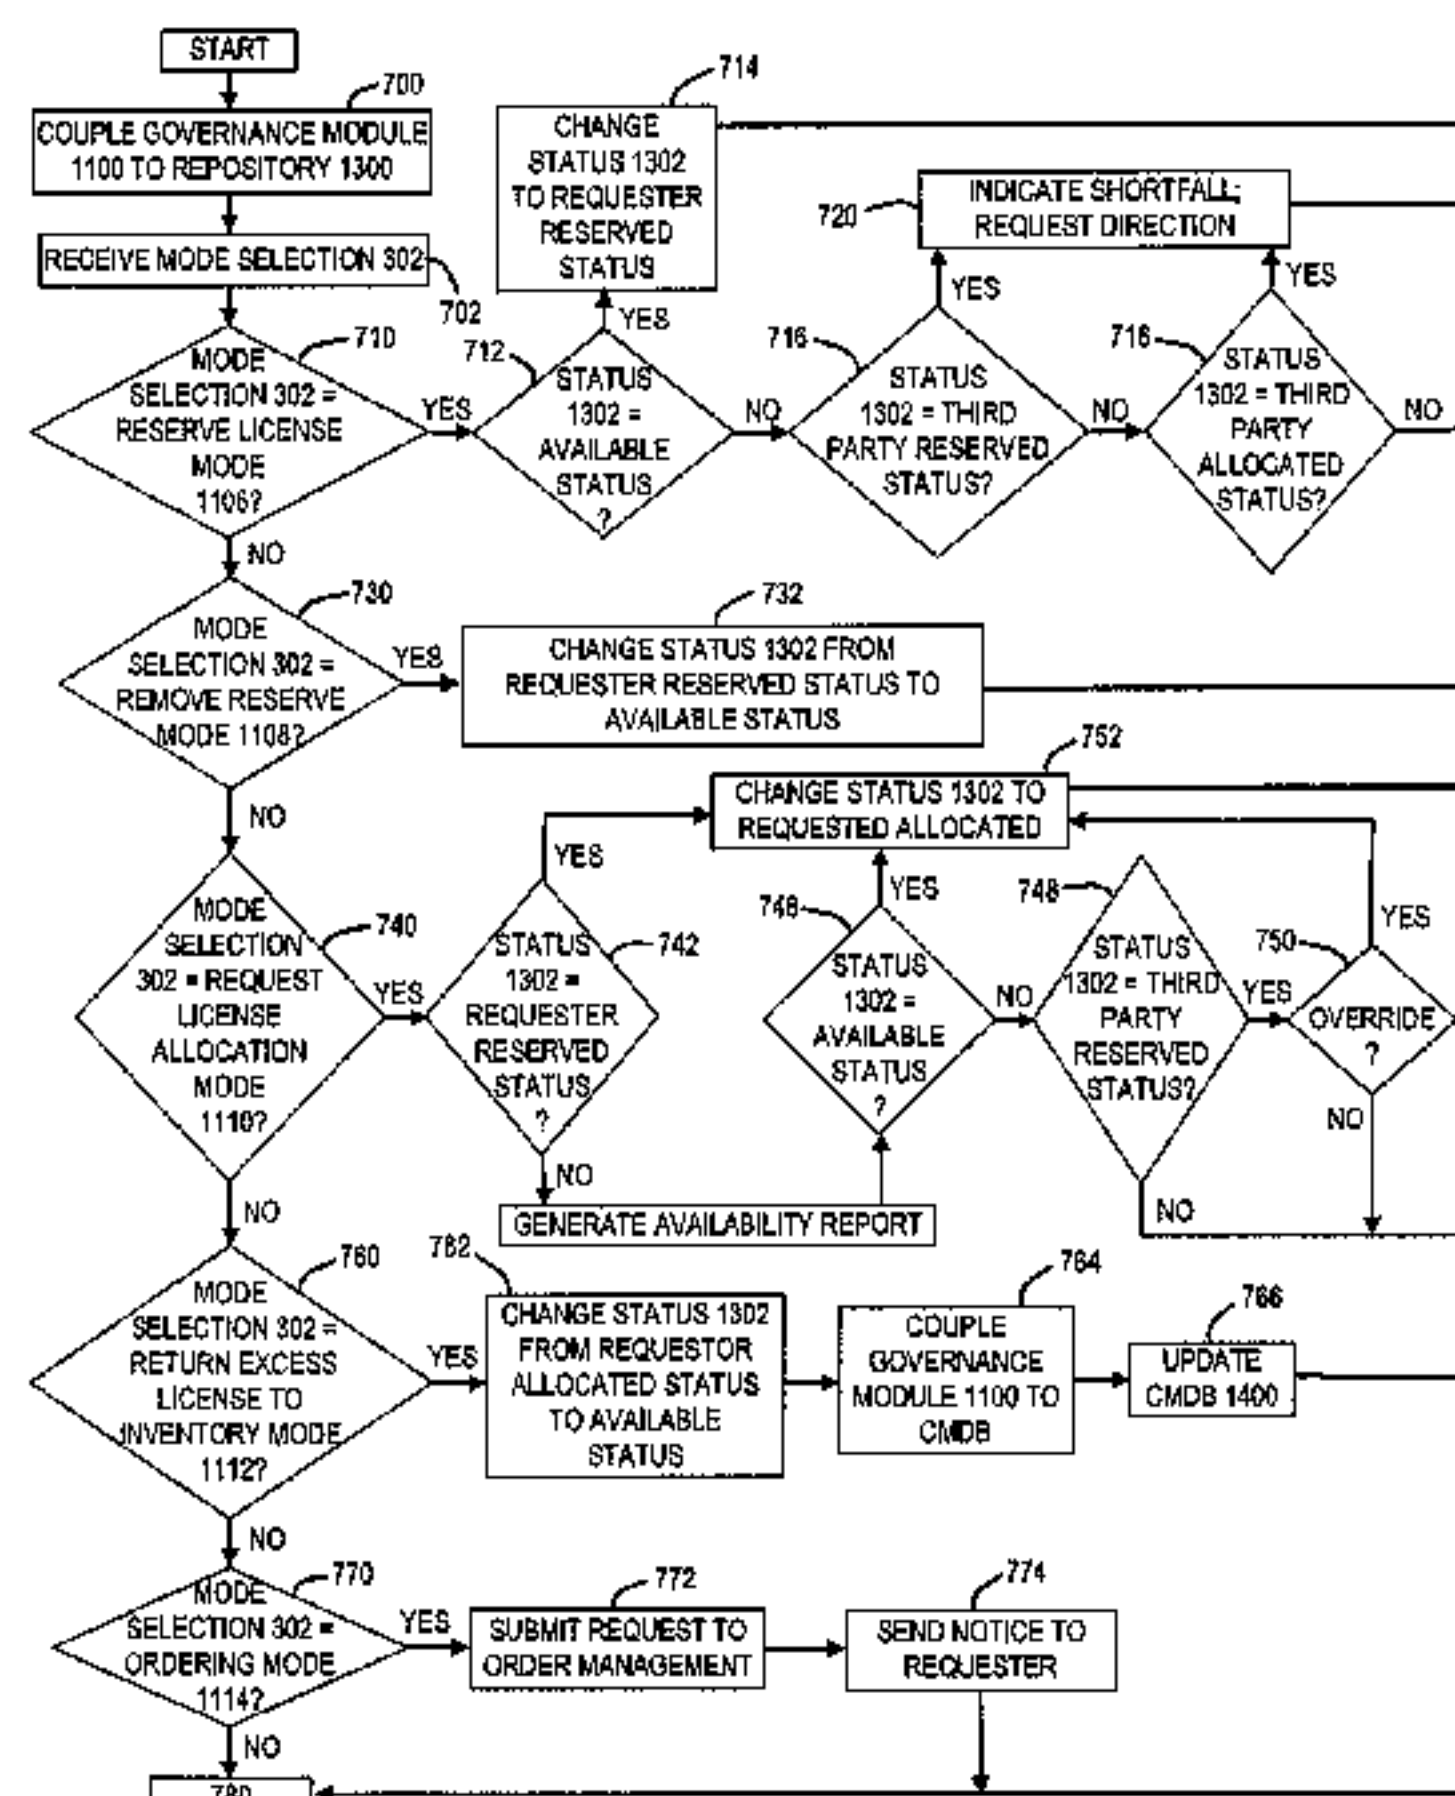 START
700
COUPLE GOVERNANCE MODULE
1100 TO REPOSITORY 1300
RECEIVE MODE SELECTION 302
702
710
MODE
SELECTION 302 =
RESERVE LICENSE
MODE
1106?
YES
NO
712
STATUS
1302 =
AVAILABLE
STATUS
?
YES
NO
714
CHANGE
STATUS 1302
TO REQUESTER
RESERVED
STATUS
716
STATUS
1302 = THIRD
PARTY RESERVED
STATUS?
YES
NO
720
INDICATE SHORTFALL;
REQUEST DIRECTION
718
STATUS
1302 = THIRD
PARTY
ALLOCATED
STATUS?
YES
NO
730
MODE
SELECTION 302 =
REMOVE RESERVE
MODE 1108?
YES
NO
732
CHANGE STATUS 1302 FROM
REQUESTER RESERVED STATUS TO
AVAILABLE STATUS
740
MODE
SELECTION
302 = REQUEST
LICENSE
ALLOCATION
MODE
1110?
YES
NO
742
STATUS
1302 =
REQUESTER
RESERVED
STATUS
?
YES
NO
GENERATE AVAILABILITY REPORT
752
CHANGE STATUS 1302 TO
REQUESTED ALLOCATED
746
STATUS
1302 =
AVAILABLE
STATUS
?
YES
NO
748
STATUS
1302 = THIRD
PARTY
RESERVED
STATUS?
YES
NO
750
OVERRIDE
?
YES
NO
760
MODE
SELECTION 302 =
RETURN EXCESS
LICENSE TO
INVENTORY MODE
1112?
YES
NO
762
CHANGE STATUS 1302
FROM REQUESTOR
ALLOCATED STATUS
TO AVAILABLE
STATUS
764
COUPLE
GOVERNANCE
MODULE 1100 TO
CMDB
766
UPDATE
CMDB 1400
770
MODE
SELECTION 302 =
ORDERING MODE
1114?
YES
NO
772
SUBMIT REQUEST TO
ORDER MANAGEMENT
774
SEND NOTICE TO
REQUESTER